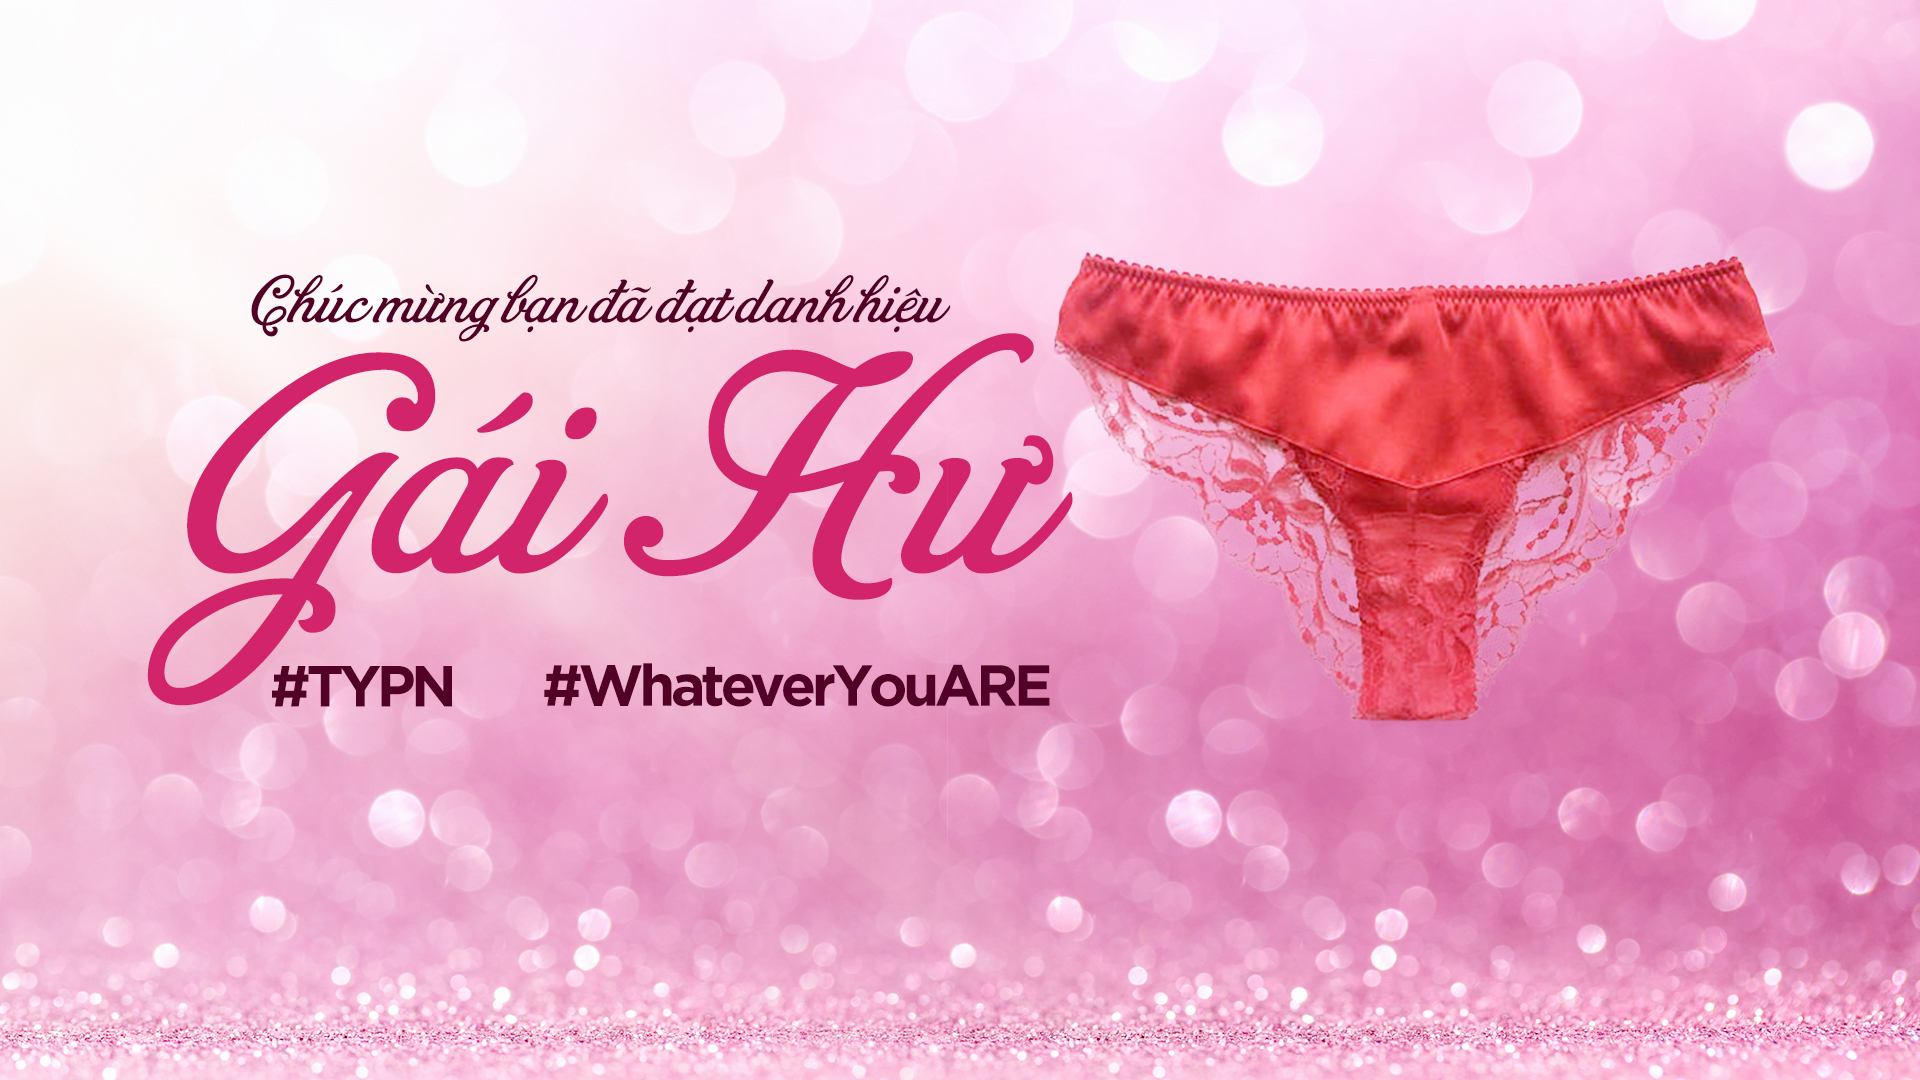 Chúc mừng bạn đã đạt danh hiệu
Gái Hư
#TYPN #WhateverYouARE